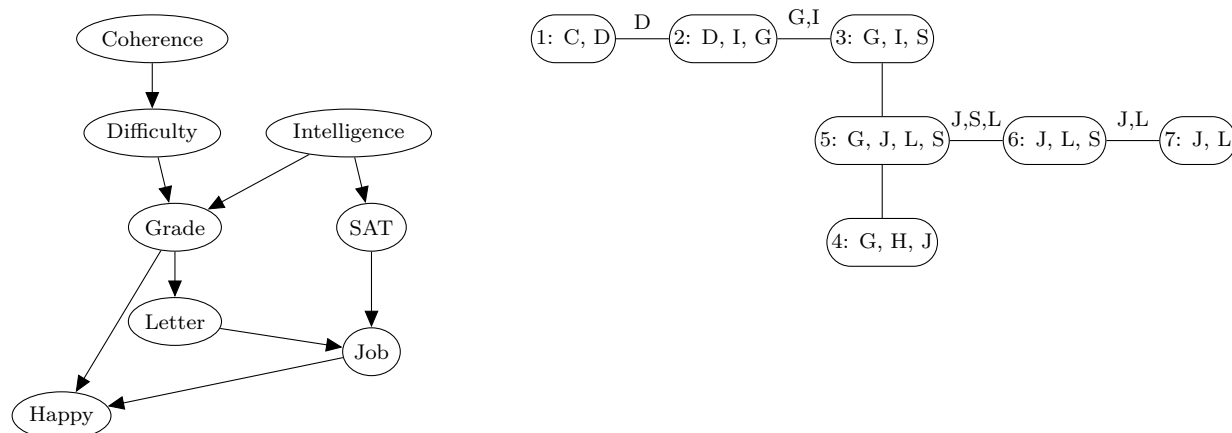 Coherence
Difficulty
Intelligence
Grade
SAT
Letter
Job
Happy
1: C, D
D
2: D, I, G
G,I
3: G, I, S
5: G, J, L, S
J,S,L
6: J, L, S
J,L
7: J, L
4: G, H, J